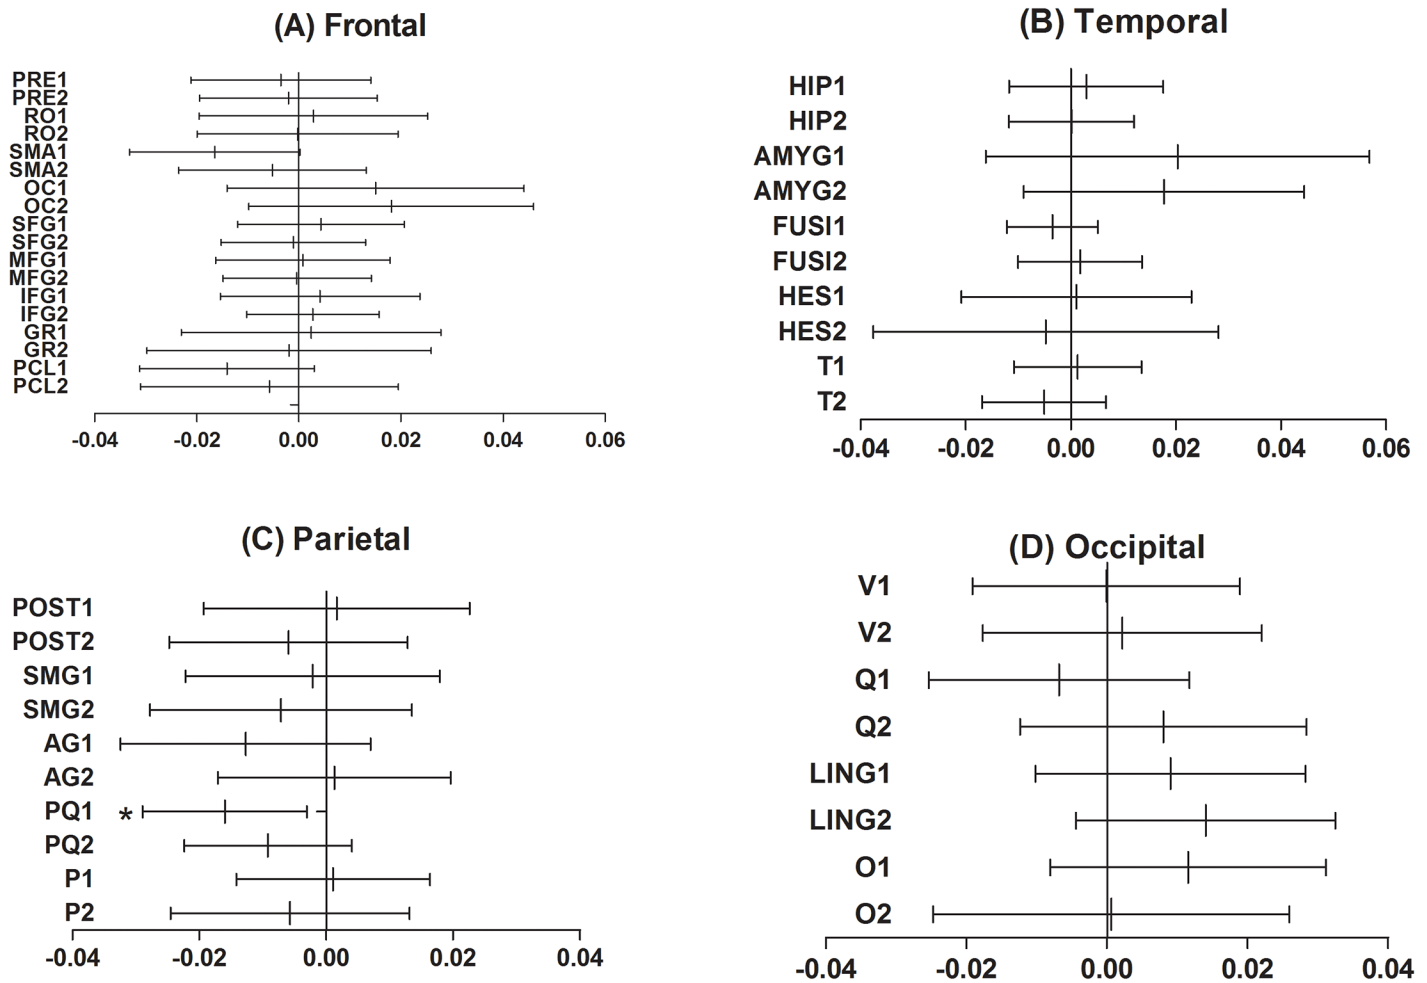 (A) Frontal
PRE1
PRE2
RO1
RO2
SMA1
SMA2
OC1
OC2
SFG1
SFG2
MFG1
MFG2
IFG1
IFG2
GR1
GR2
PCL1
PCL2
-0.04 -0.02 0.00 0.02 0.04 0.06
(B) Temporal
HIP1
HIP2
AMYG1
AMYG2
FUSI1
FUSI2
HES1
HES2
T1
T2
-0.04 -0.02 0.00 0.02 0.04 0.06
(C) Parietal
POST1
POST2
SMG1
SMG2
AG1
AG2
PQ1 *
PQ2
P1
P2
-0.04 -0.02 0.00 0.02 0.04
(D) Occipital
V1
V2
Q1
Q2
LING1
LING2
O1
O2
-0.04 -0.02 0.00 0.02 0.04